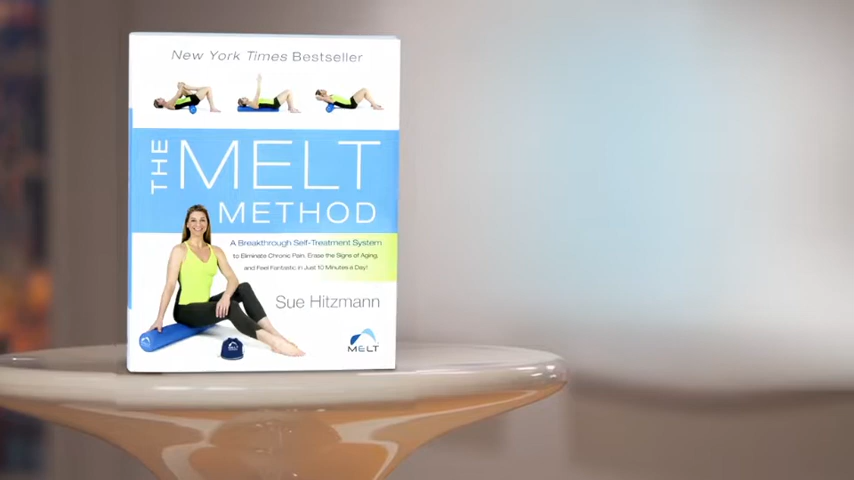 New York Times Bestseller
THE MELT
METHOD
A Breakthrough Self-Treatment System
to Eliminate Chronic Pain, Erase the Signs of Aging,
and Feel Fantastic in Just 10 Minutes a Day!
Sue Hitzmann
MELT